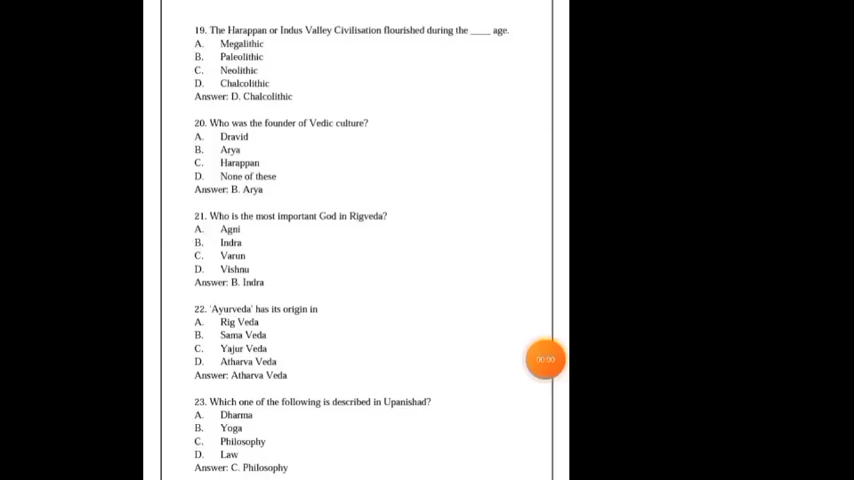 19. The Harappan or Indus Valley Civilisation flourished during the ____ age.
A. Megalithic
B. Paleolithic
C. Neolithic
D. Chalcolithic
Answer: D. Chalcolithic
20. Who was the founder of Vedic culture?
A. Dravid
B. Arya
C. Harappan
D. None of these
Answer: B. Arya
21. Who is the most important God in Rigveda?
A. Agni
B. Indra
C. Varun
D. Vishnu
Answer: B. Indra
22. 'Ayurveda' has its origin in
A. Rig Veda
B. Sama Veda
C. Yajur Veda
D. Atharva Veda
Answer: Atharva Veda
00:00
23. Which one of the following is described in Upanishad?
A. Dharma
B. Yoga
C. Philosophy
D. Law
Answer: C. Philosophy